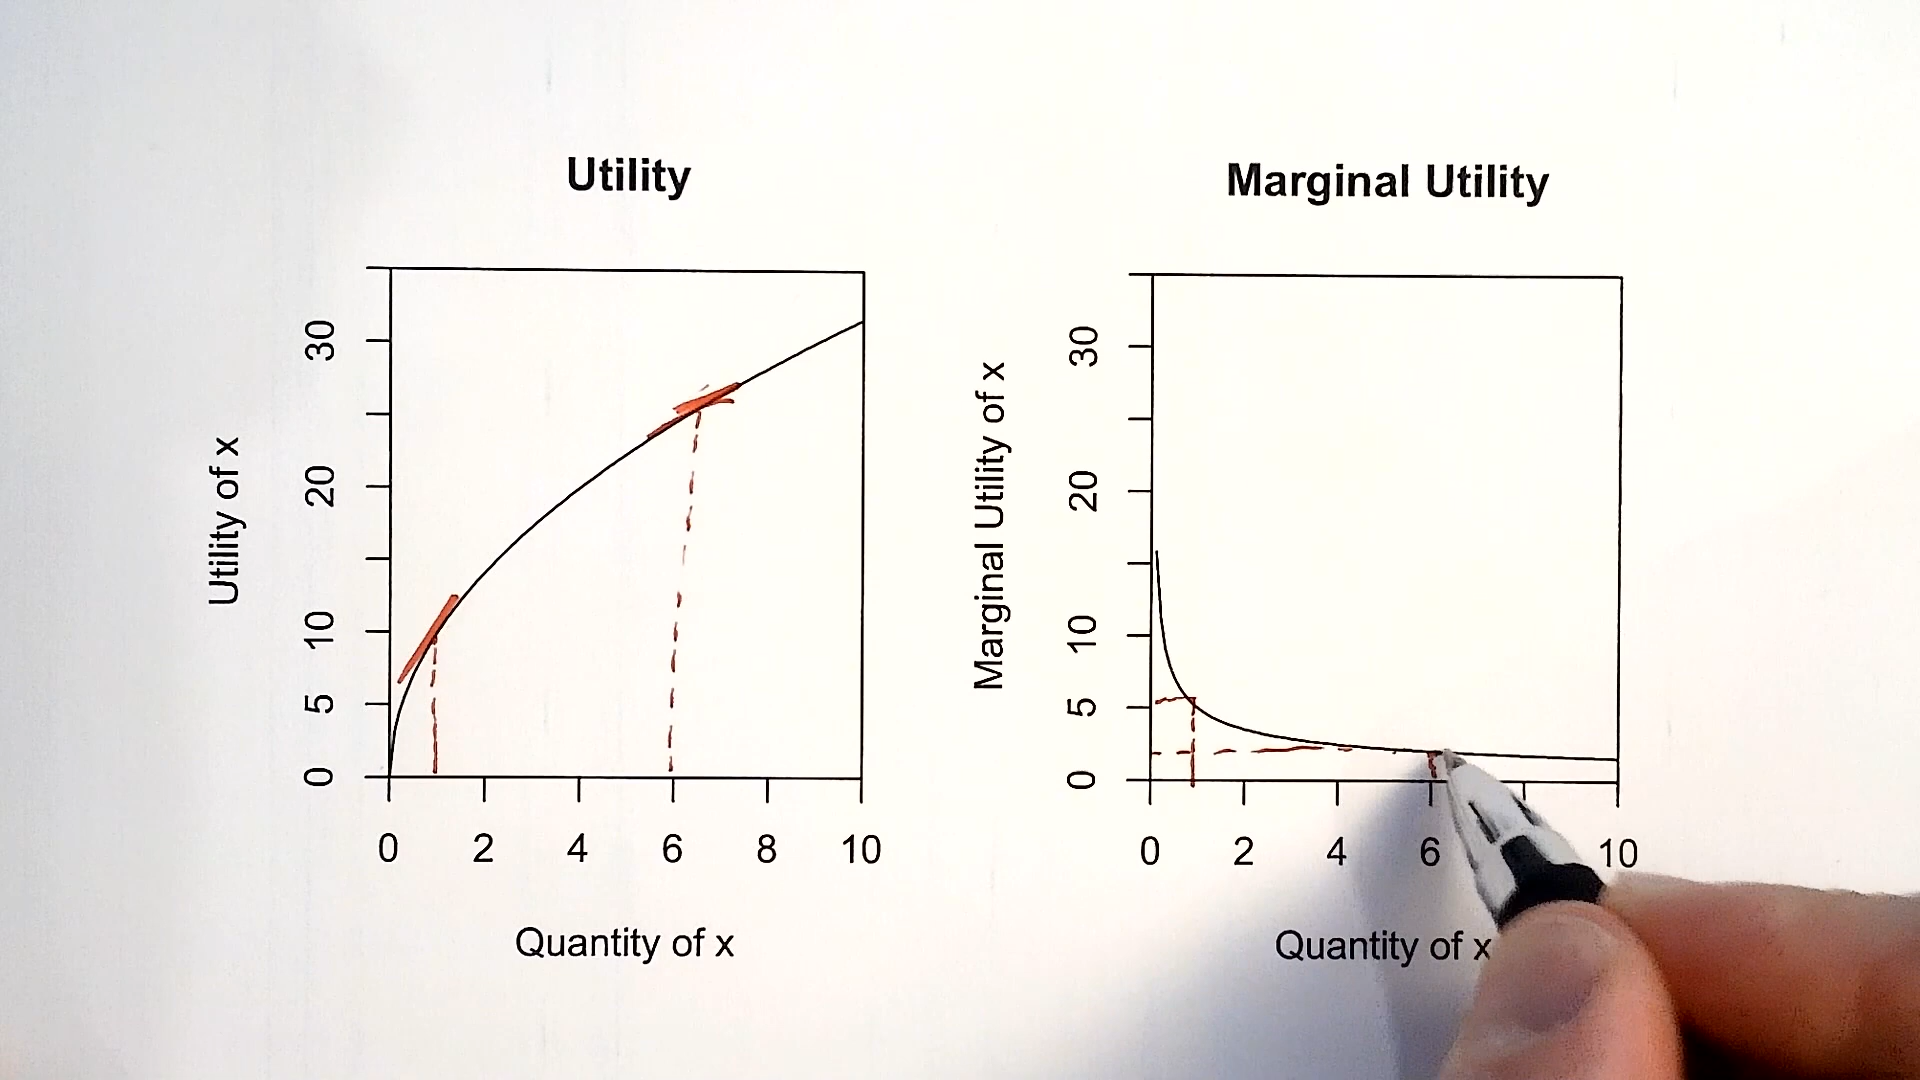 Utility
Utility of x
30
20
10
5
0
0 2 4 6 8 10
Quantity of x
Marginal Utility
Marginal Utility of x
30
20
10
5
0
0 2 4 6 10
Quantity of x